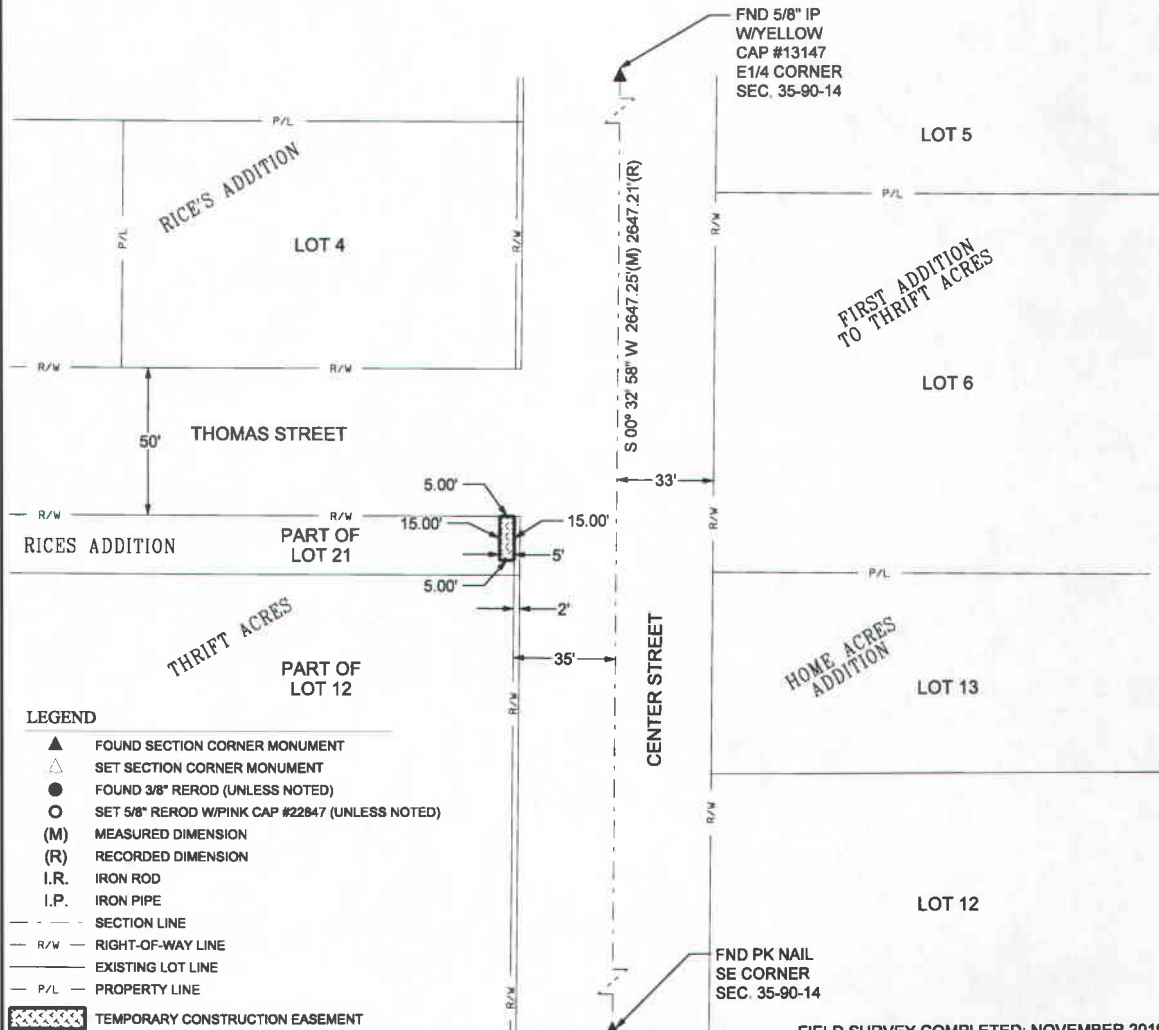 FND 5/8" IP
W/YELLOW
CAP #13147
E1/4 CORNER
SEC. 35-90-14
P/L
LOT 5
RICE'S ADDITION
P/L
LOT 4
R/W
S 00° 32' 58" W 2647.25'(M) 2647.21'(R)
R/W
P/L
FIRST ADDITION
TO THRIFT ACRES
LOT 6
R/W
R/W
50'
THOMAS STREET
33'
5.00'
R/W
R/W
15.00'
15.00'
R/W
RICES ADDITION
PART OF
LOT 21
5'
5.00'
P/L
2'
THRIFT ACRES
PART OF
LOT 12
35'
CENTER STREET
HOME ACRES
ADDITION
LOT 13
R/W
R/W
LEGEND
FOUND SECTION CORNER MONUMENT
SET SECTION CORNER MONUMENT
FOUND 3/8" REROD (UNLESS NOTED)
SET 5/8" REROD W/PINK CAP #22847 (UNLESS NOTED)
(M) MEASURED DIMENSION
(R) RECORDED DIMENSION
I.R. IRON ROD
I.P. IRON PIPE
SECTION LINE
R/W RIGHT-OF-WAY LINE
EXISTING LOT LINE
P/L PROPERTY LINE
TEMPORARY CONSTRUCTION EASEMENT
LOT 12
FND PK NAIL
SE CORNER
SEC. 35-90-14
R/W
FIELD SURVEY COMPLETED: NOVEMBER